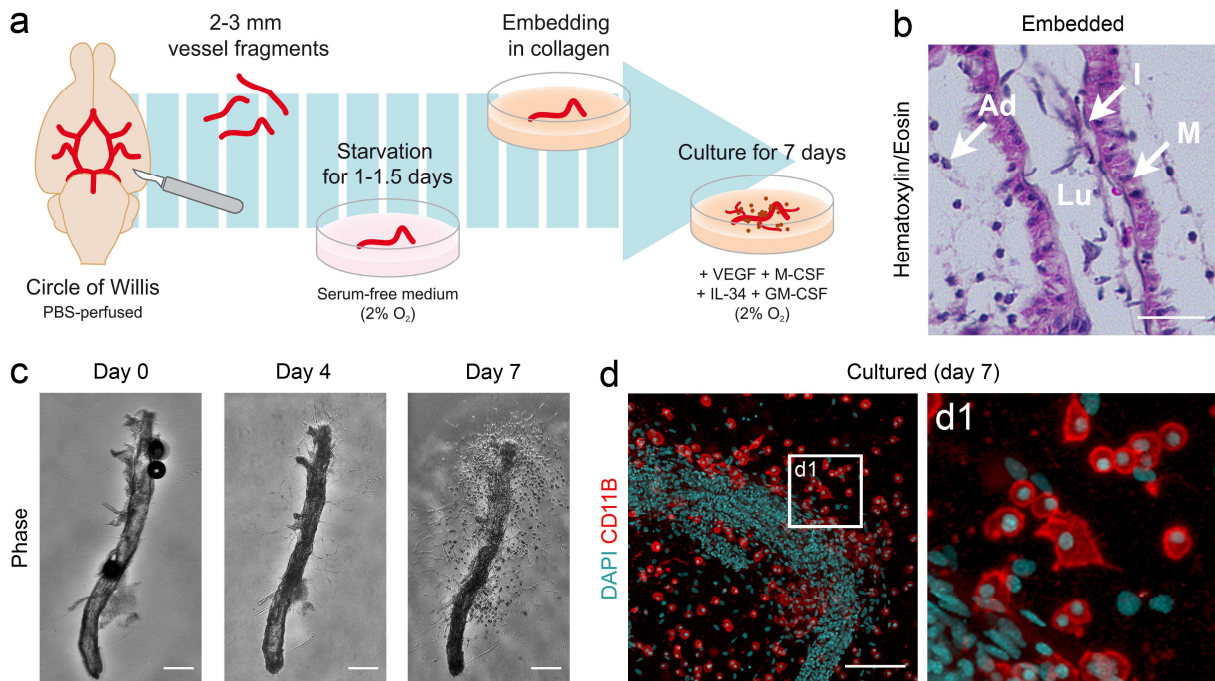 a
2-3 mm
vessel fragments
Embedding
in collagen
Starvation
for 1-1.5 days
Culture for 7 days
Circle of Willis
PBS-perfused
Serum-free medium
(2% O₂)
+ VEGF + M-CSF
+ IL-34 + GM-CSF
(2% O₂)
b
Embedded
Hematoxylin/Eosin
Ad
I
M
Lu
c
Day 0
Day 4
Day 7
Phase
d
Cultured (day 7)
DAPI CD11B
d1
d1